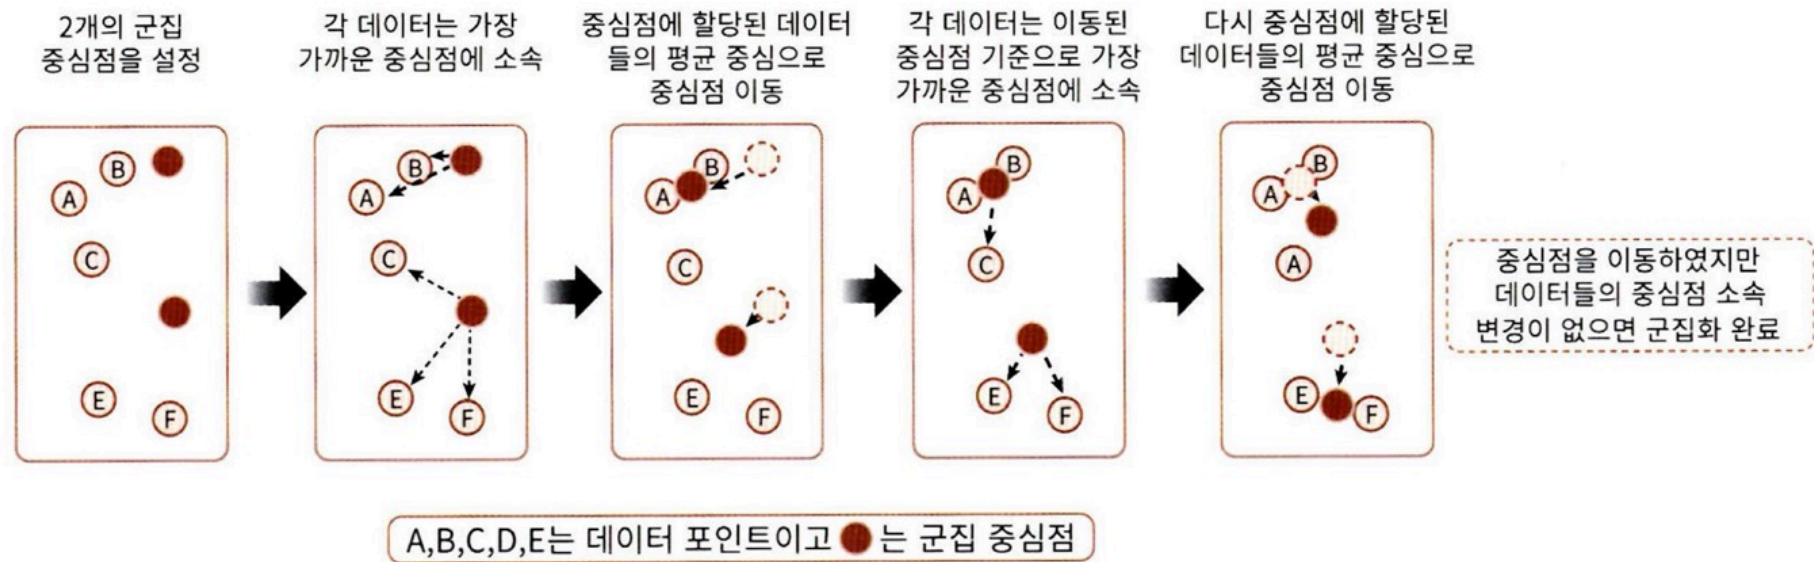 2개의 군집
중심점을 설정
각 데이터는 가장
가까운 중심점에 소속
중심점에 할당된 데이터
들의 평균 중심으로
중심점 이동
각 데이터는 이동된
중심점 기준으로 가장
가까운 중심점에 소속
다시 중심점에 할당된
데이터들의 평균 중심으로
중심점 이동
B
A
C
E
F
B
A
C
E
F
B
A
C
E
F
B
A
C
E
F
B
A
A
E
F
중심점을 이동하였지만
데이터들의 중심점 소속
변경이 없으면 군집화 완료
A,B,C,D,E는 데이터 포인트이고 는 군집 중심점